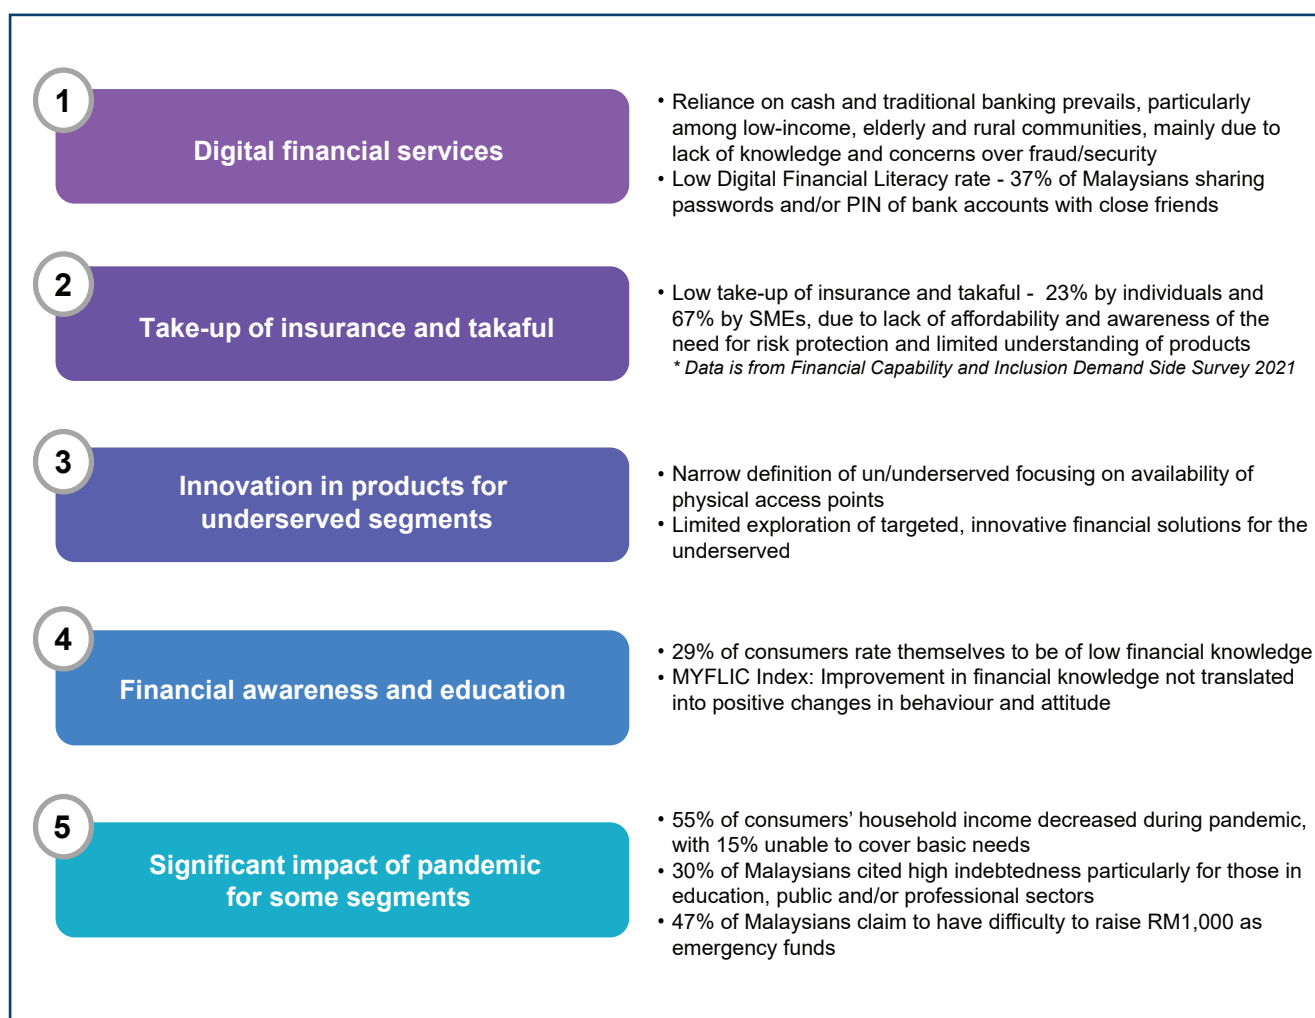 1
Digital financial services
• Reliance on cash and traditional banking prevails, particularly
among low-income, elderly and rural communities, mainly due to
lack of knowledge and concerns over fraud/security
• Low Digital Financial Literacy rate - 37% of Malaysians sharing
passwords and/or PIN of bank accounts with close friends
2
Take-up of insurance and takaful
• Low take-up of insurance and takaful -  23% by individuals and
67% by SMEs, due to lack of affordability and awareness of the
need for risk protection and limited understanding of products
* Data is from Financial Capability and Inclusion Demand Side Survey 2021
3
Innovation in products for
underserved segments
• Narrow definition of un/underserved focusing on availability of
physical access points
• Limited exploration of targeted, innovative financial solutions for the
underserved
4
Financial awareness and education
• 29% of consumers rate themselves to be of low financial knowledge
• MYFLIC Index: Improvement in financial knowledge not translated
into positive changes in behaviour and attitude
5
Significant impact of pandemic
for some segments
• 55% of consumers’ household income decreased during pandemic,
with 15% unable to cover basic needs
• 30% of Malaysians cited high indebtedness particularly for those in
education, public and/or professional sectors
• 47% of Malaysians claim to have difficulty to raise RM1,000 as
emergency funds